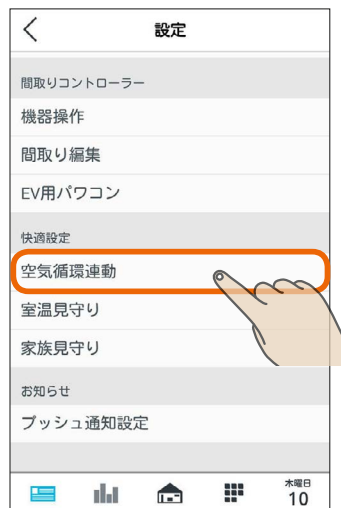 設定
間取りコントローラー
機器操作
間取り編集
EV用パワコン
快適設定
空気循環連動
室温見守り
家族見守り
お知らせ
プッシュ通知設定
木曜日
10